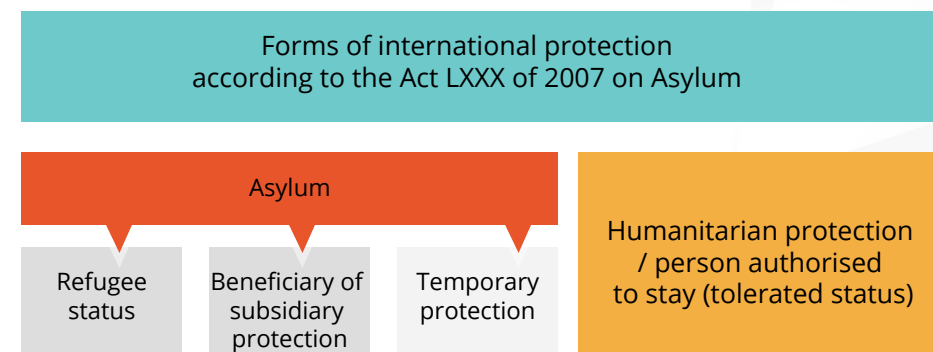 Forms of international protection
according to the Act LXXX of 2007 on Asylum
Asylum
Refugee
status
Beneficiary of
subsidiary
protection
Temporary
protection
Humanitarian protection
/ person authorised
to stay (tolerated status)